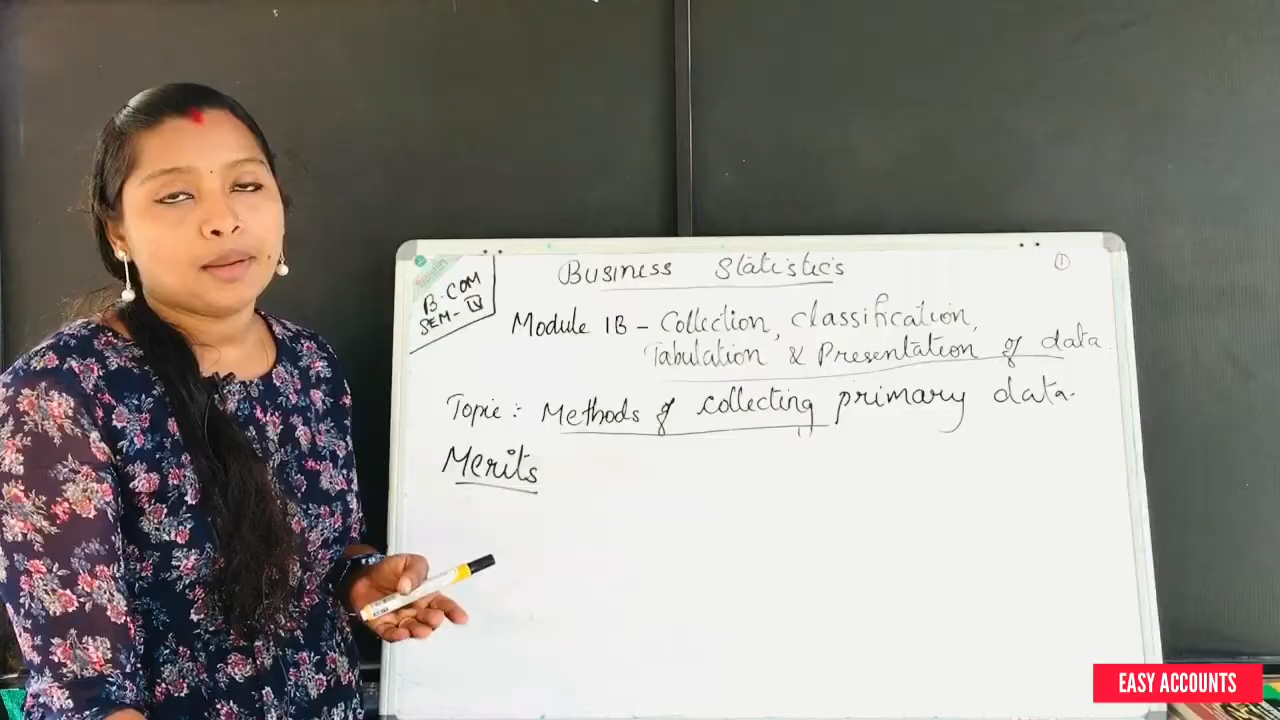 B.COM
SEM-IV
Business Statistics
1
Module 1B - Collection, classification,
Tabulation & Presentation of data.
Topic :- Methods of collecting primary data.
Merits
EASY ACCOUNTS